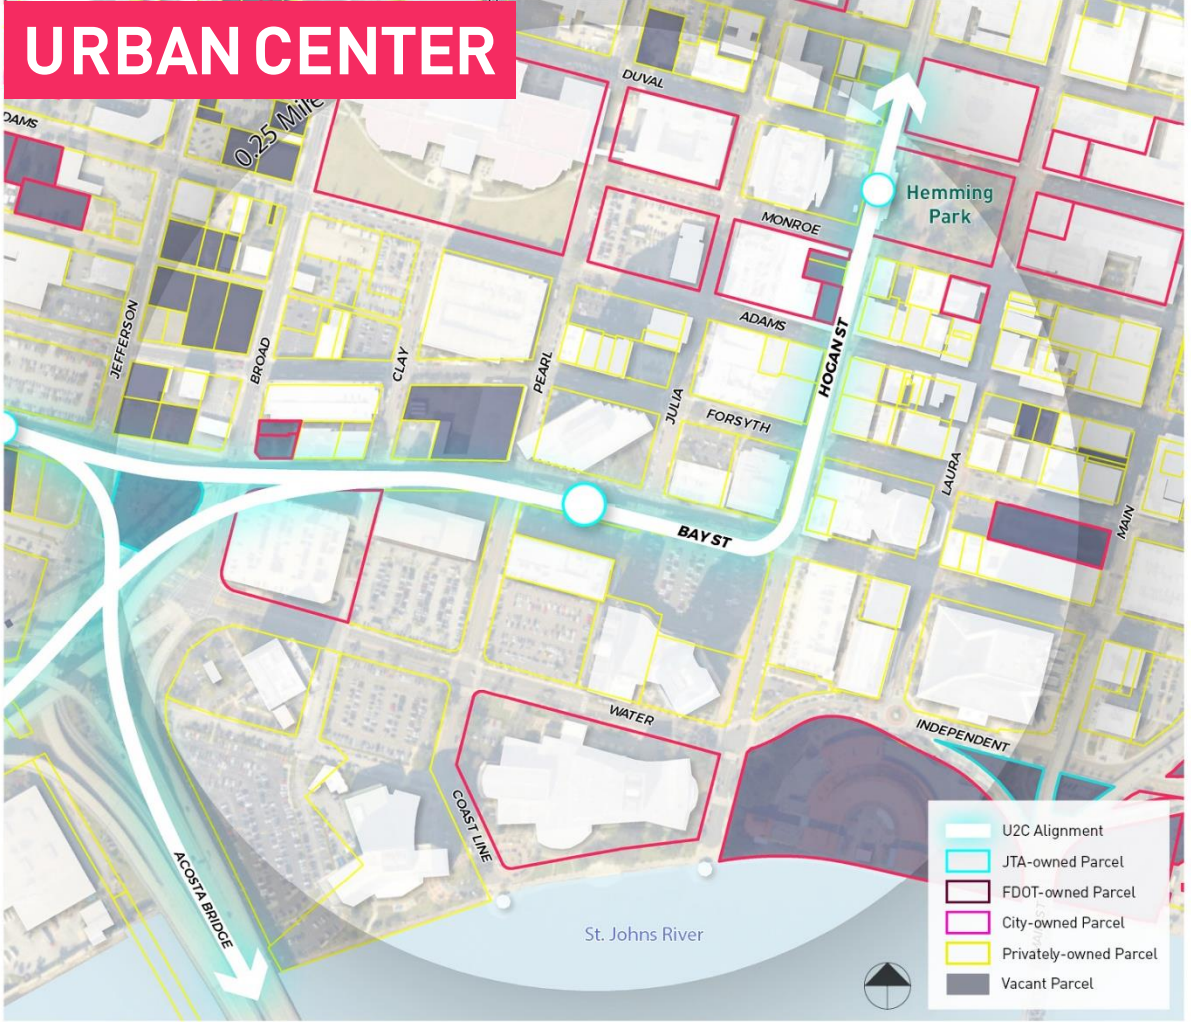 URBAN CENTER
DUVAL
0.25 Mile
DAMS
Hemming
Park
MONROE
JEFFERSON
BROAD
CLAY
PEARL
ADAMS
HOGAN ST
JULIA
FORSYTH
LAURA
MAIN
BAY ST
WATER
INDEPENDENT
COAST LINE
ACOSTA BRIDGE
St. Johns River
U2C Alignment
JTA-owned Parcel
FDOT-owned Parcel
City-owned Parcel
Privately-owned Parcel
Vacant Parcel